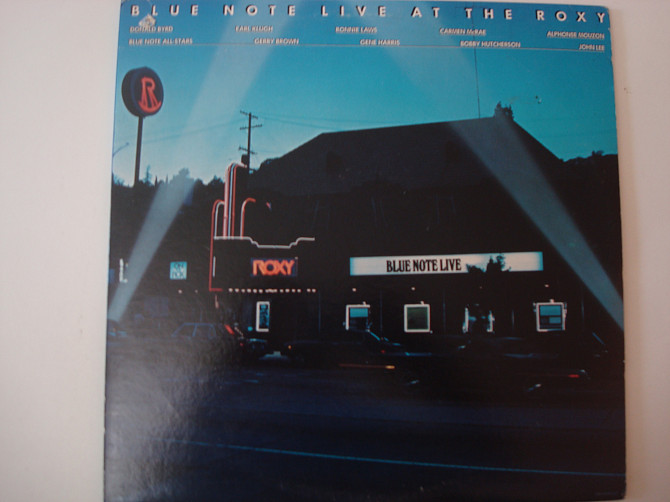 BLUE NOTE LIVE AT THE ROXY
DONALD BYRD EARL KLUGH RONNIE LAWS CARMEN McRAE ALPHONSE MOUZON
BLUE NOTE ALL-STARS GERRY BROWN GENE HARRIS BOBBY HUTCHERSON JOHN LEE
R
ROXY
BLUE NOTE LIVE